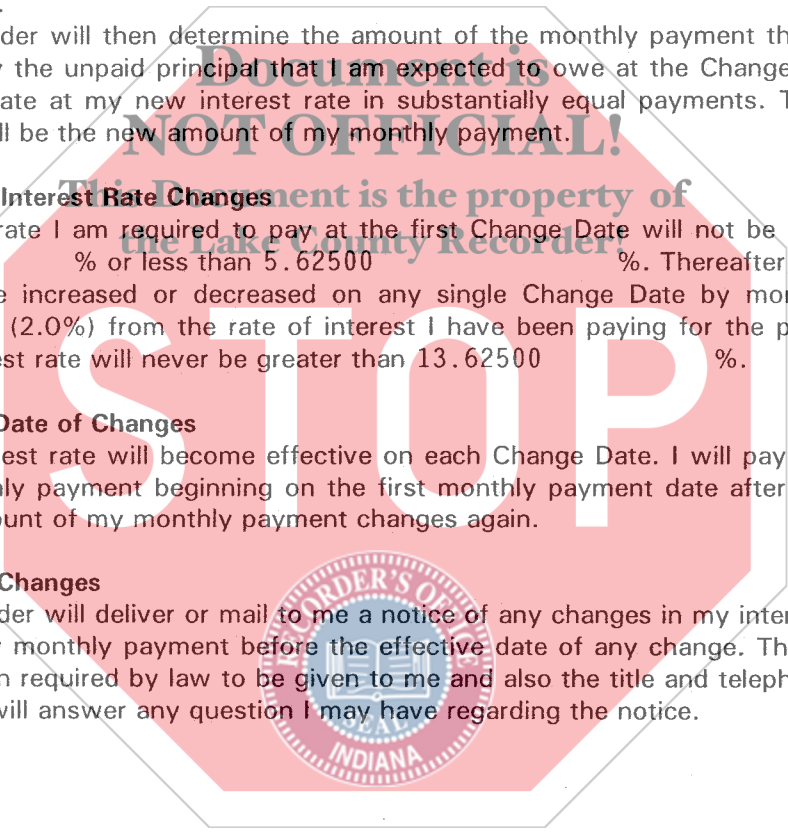 .
der will then determine the amount of the monthly payment th
the unpaid principal that I am expected to owe at the Change
ate at my new interest rate in substantially equal payments. T
ll be the new amount of my monthly payment.
Document is
NOT OFFICIAL!
This Document is the property of
the Lake County Recorder!
Interest Rate Changes
rate I am required to pay at the first Change Date will not be
% or less than 5.62500 %. Thereafter
e increased or decreased on any single Change Date by mor
(2.0%) from the rate of interest I have been paying for the p
est rate will never be greater than 13.62500 %.
STOP
Date of Changes
est rate will become effective on each Change Date. I will pay
ly payment beginning on the first monthly payment date after
unt of my monthly payment changes again.
Changes
der will deliver or mail to me a notice of any changes in my inter
monthly payment before the effective date of any change. Th
n required by law to be given to me and also the title and teleph
will answer any question I may have regarding the notice.
RECORDER'S OFFICE
SEAL
INDIANA